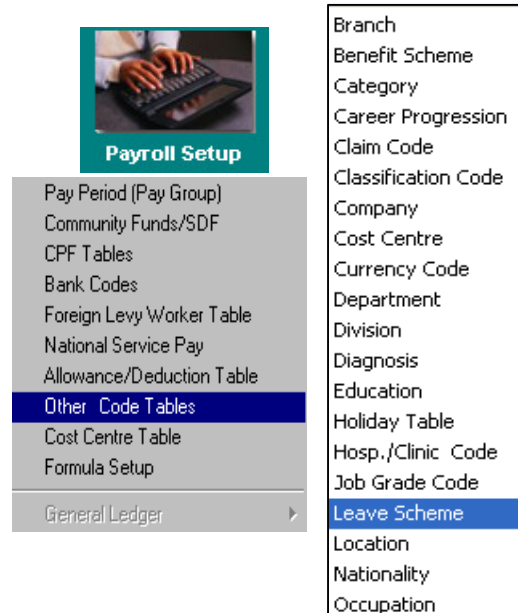 Payroll Setup
Pay Period (Pay Group)
Community Funds/SDF
CPF Tables
Bank Codes
Foreign Levy Worker Table
National Service Pay
Allowance/Deduction Table
Other Code Tables
Cost Centre Table
Formula Setup
General Ledger
Branch
Benefit Scheme
Category
Career Progression
Claim Code
Classification Code
Company
Cost Centre
Currency Code
Department
Division
Diagnosis
Education
Holiday Table
Hosp./Clinic Code
Job Grade Code
Leave Scheme
Location
Nationality
Occupation